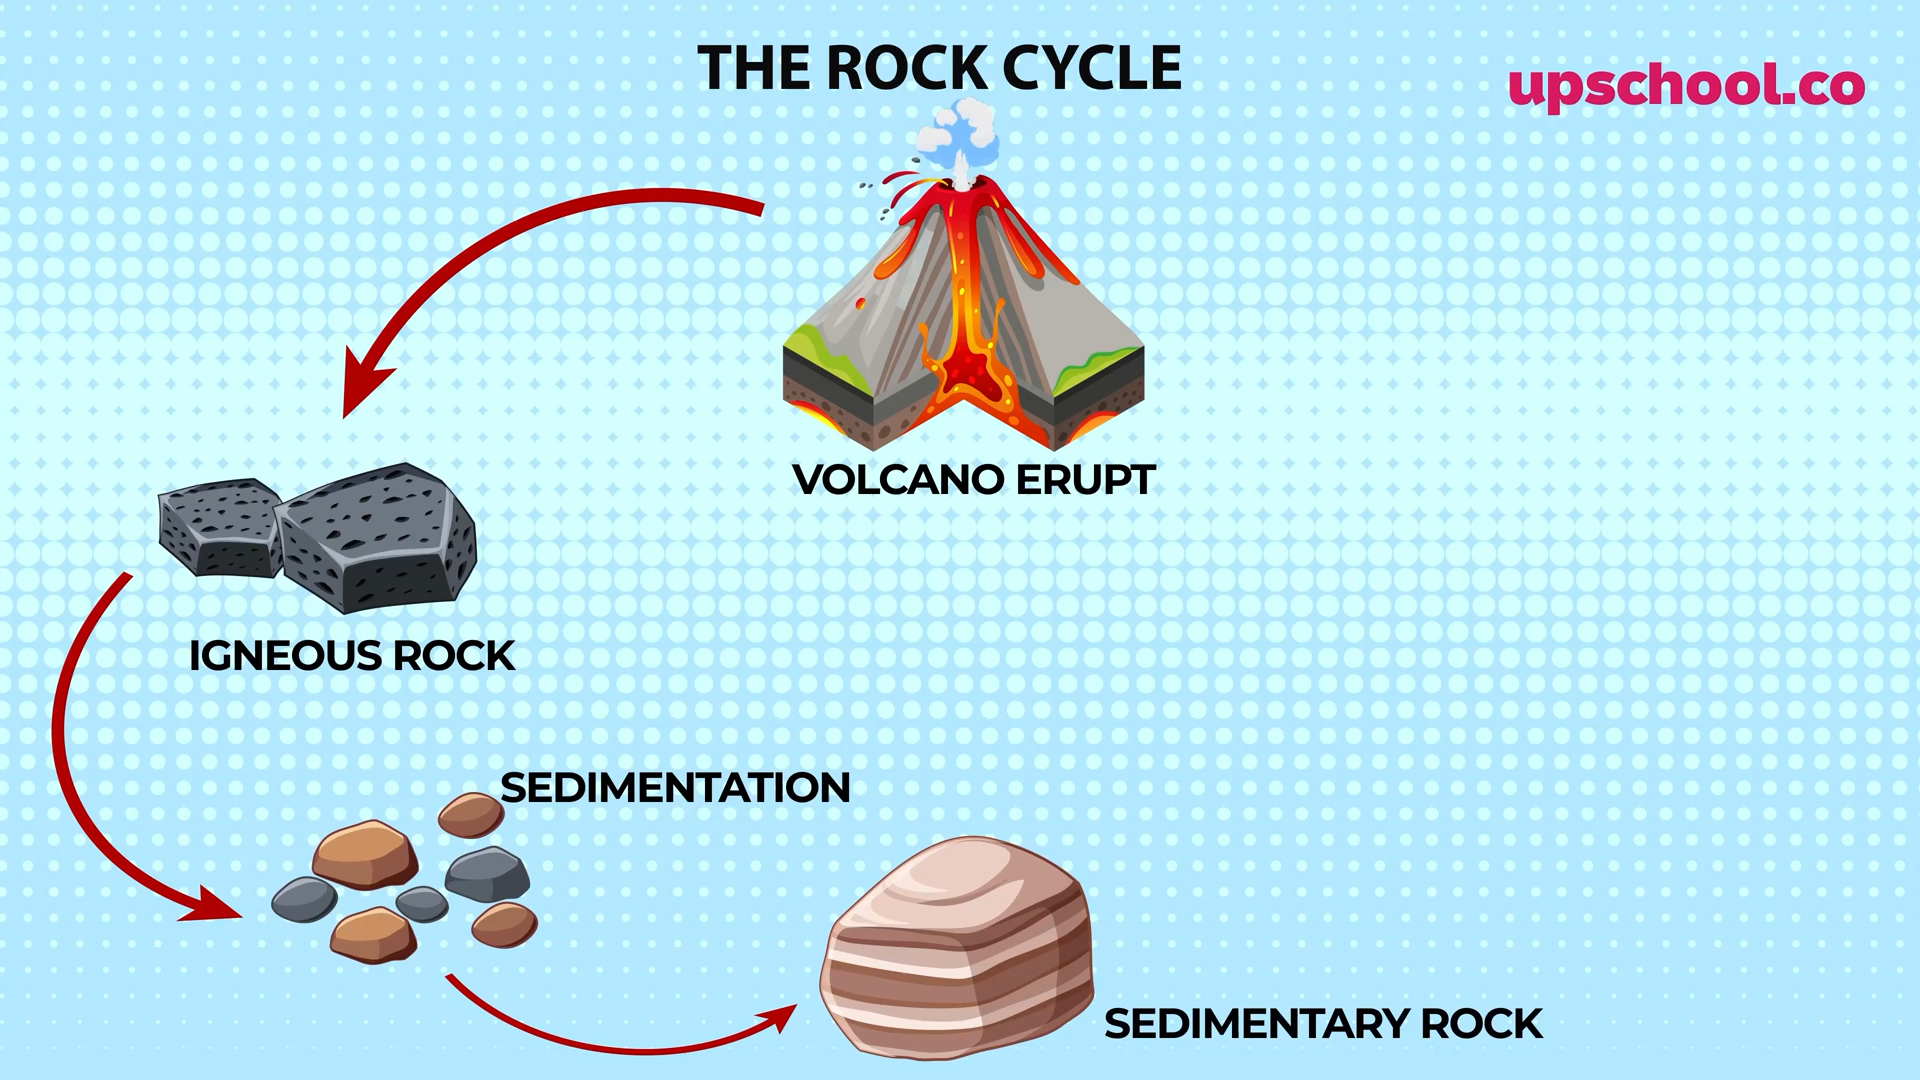 THE ROCK CYCLE
upschool.co
VOLCANO ERUPT
IGNEOUS ROCK
SEDIMENTATION
SEDIMENTARY ROCK